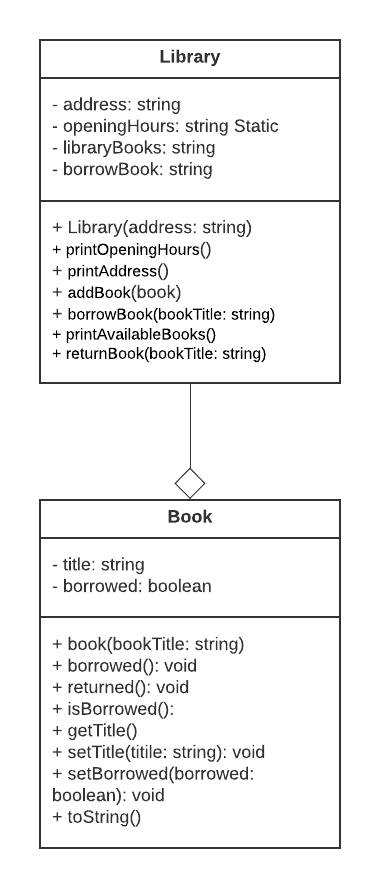 Library
- address: string
- openingHours: string Static
- libraryBooks: string
- borrowBook: string
+ Library(address: string)
+ printOpeningHours()
+ printAddress()
+ addBook(book)
+ borrowBook(bookTitle: string)
+ printAvailableBooks()
+ returnBook(bookTitle: string)
Book
- title: string
- borrowed: boolean
+ book(bookTitle: string)
+ borrowed(): void
+ returned(): void
+ isBorrowed():
+ getTitle()
+ setTitle(titile: string): void
+ setBorrowed(borrowed:
boolean): void
+ toString()